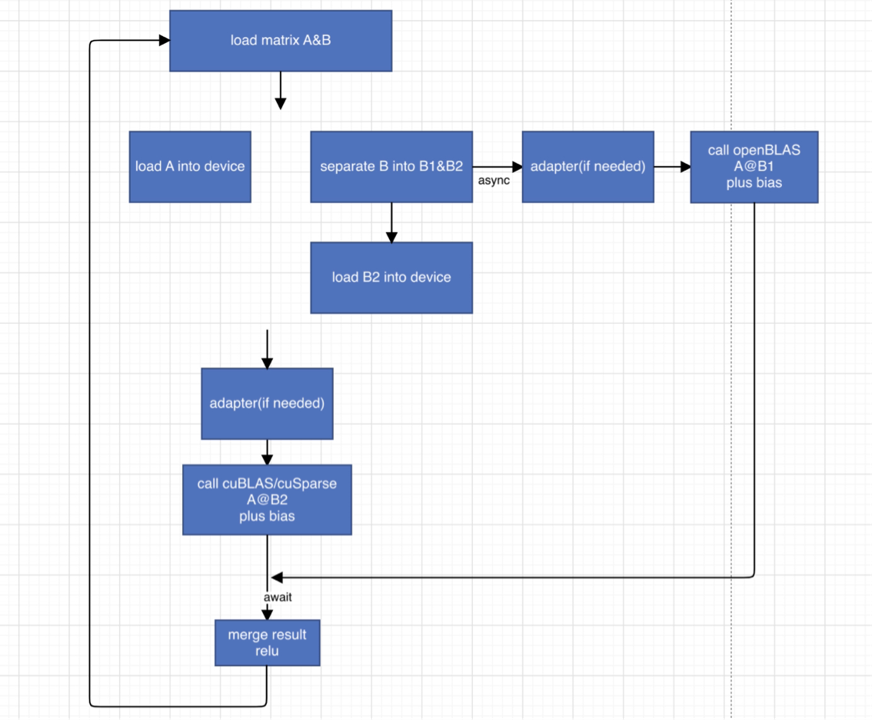 load matrix A&B
load A into device
separate B into B1&B2
async
adapter(if needed)
call openBLAS
A@B1
plus bias
load B2 into device
adapter(if needed)
call cuBLAS/cuSparse
A@B2
plus bias
await
merge result
relu